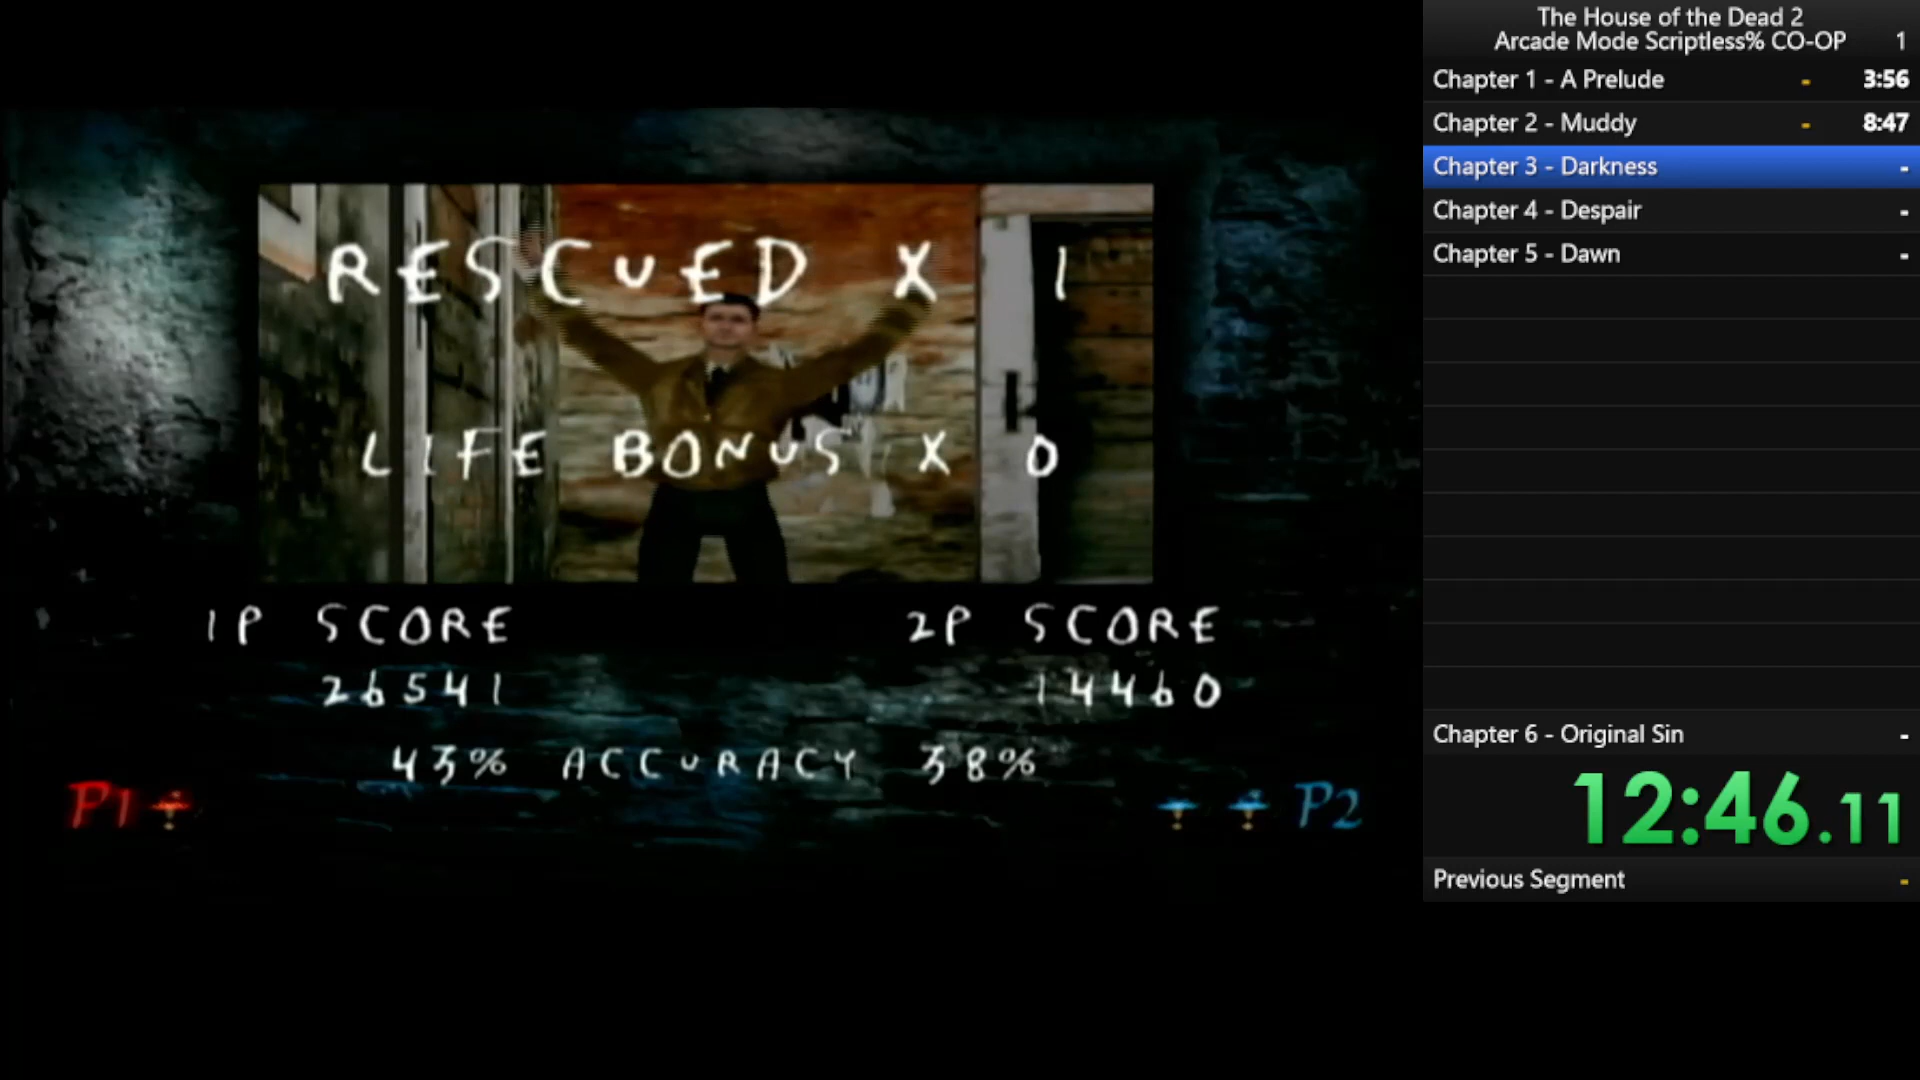 RESCUED X 1
LIFE BONUS X 0
1P SCORE 2P SCORE
26541 14460
43% ACCURACY 38%
P1 P2
The House of the Dead 2
Arcade Mode Scriptless% CO-OP 1
Chapter 1 - A Prelude - 3:56
Chapter 2 - Muddy - 8:47
Chapter 3 - Darkness -
Chapter 4 - Despair -
Chapter 5 - Dawn -
Chapter 6 - Original Sin -
12:46.11
Previous Segment -